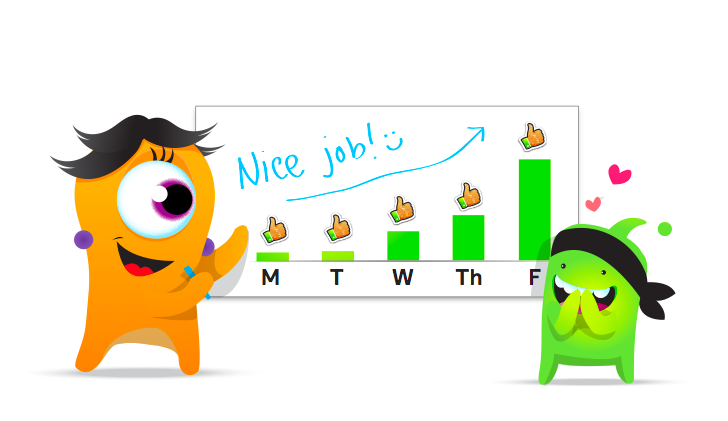 Nice job! :)
M T W Th F